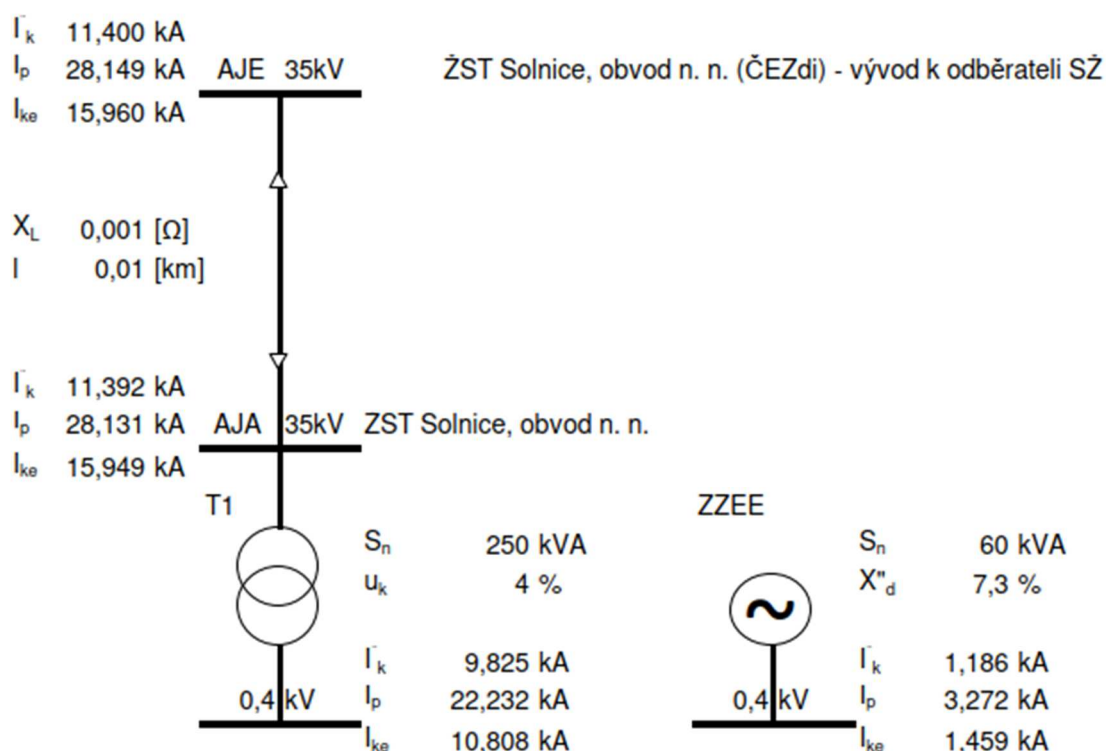 I"k 11,400 kA
Ip 28,149 kA AJE 35kV ŽST Solnice, obvod n. n. (ČEZdi) - vývod k odběrateli SŽ
Ike 15,960 kA
XL 0,001 [Ω]
l 0,01 [km]
I"k 11,392 kA
Ip 28,131 kA AJA 35kV ZST Solnice, obvod n. n.
Ike 15,949 kA
T1 ZZEE
Sn 250 kVA Sn 60 kVA
uk 4 % X"d 7,3 %
~
I"k 9,825 kA I"k 1,186 kA
0,4 kV Ip 22,232 kA 0,4 kV Ip 3,272 kA
Ike 10,808 kA Ike 1,459 kA